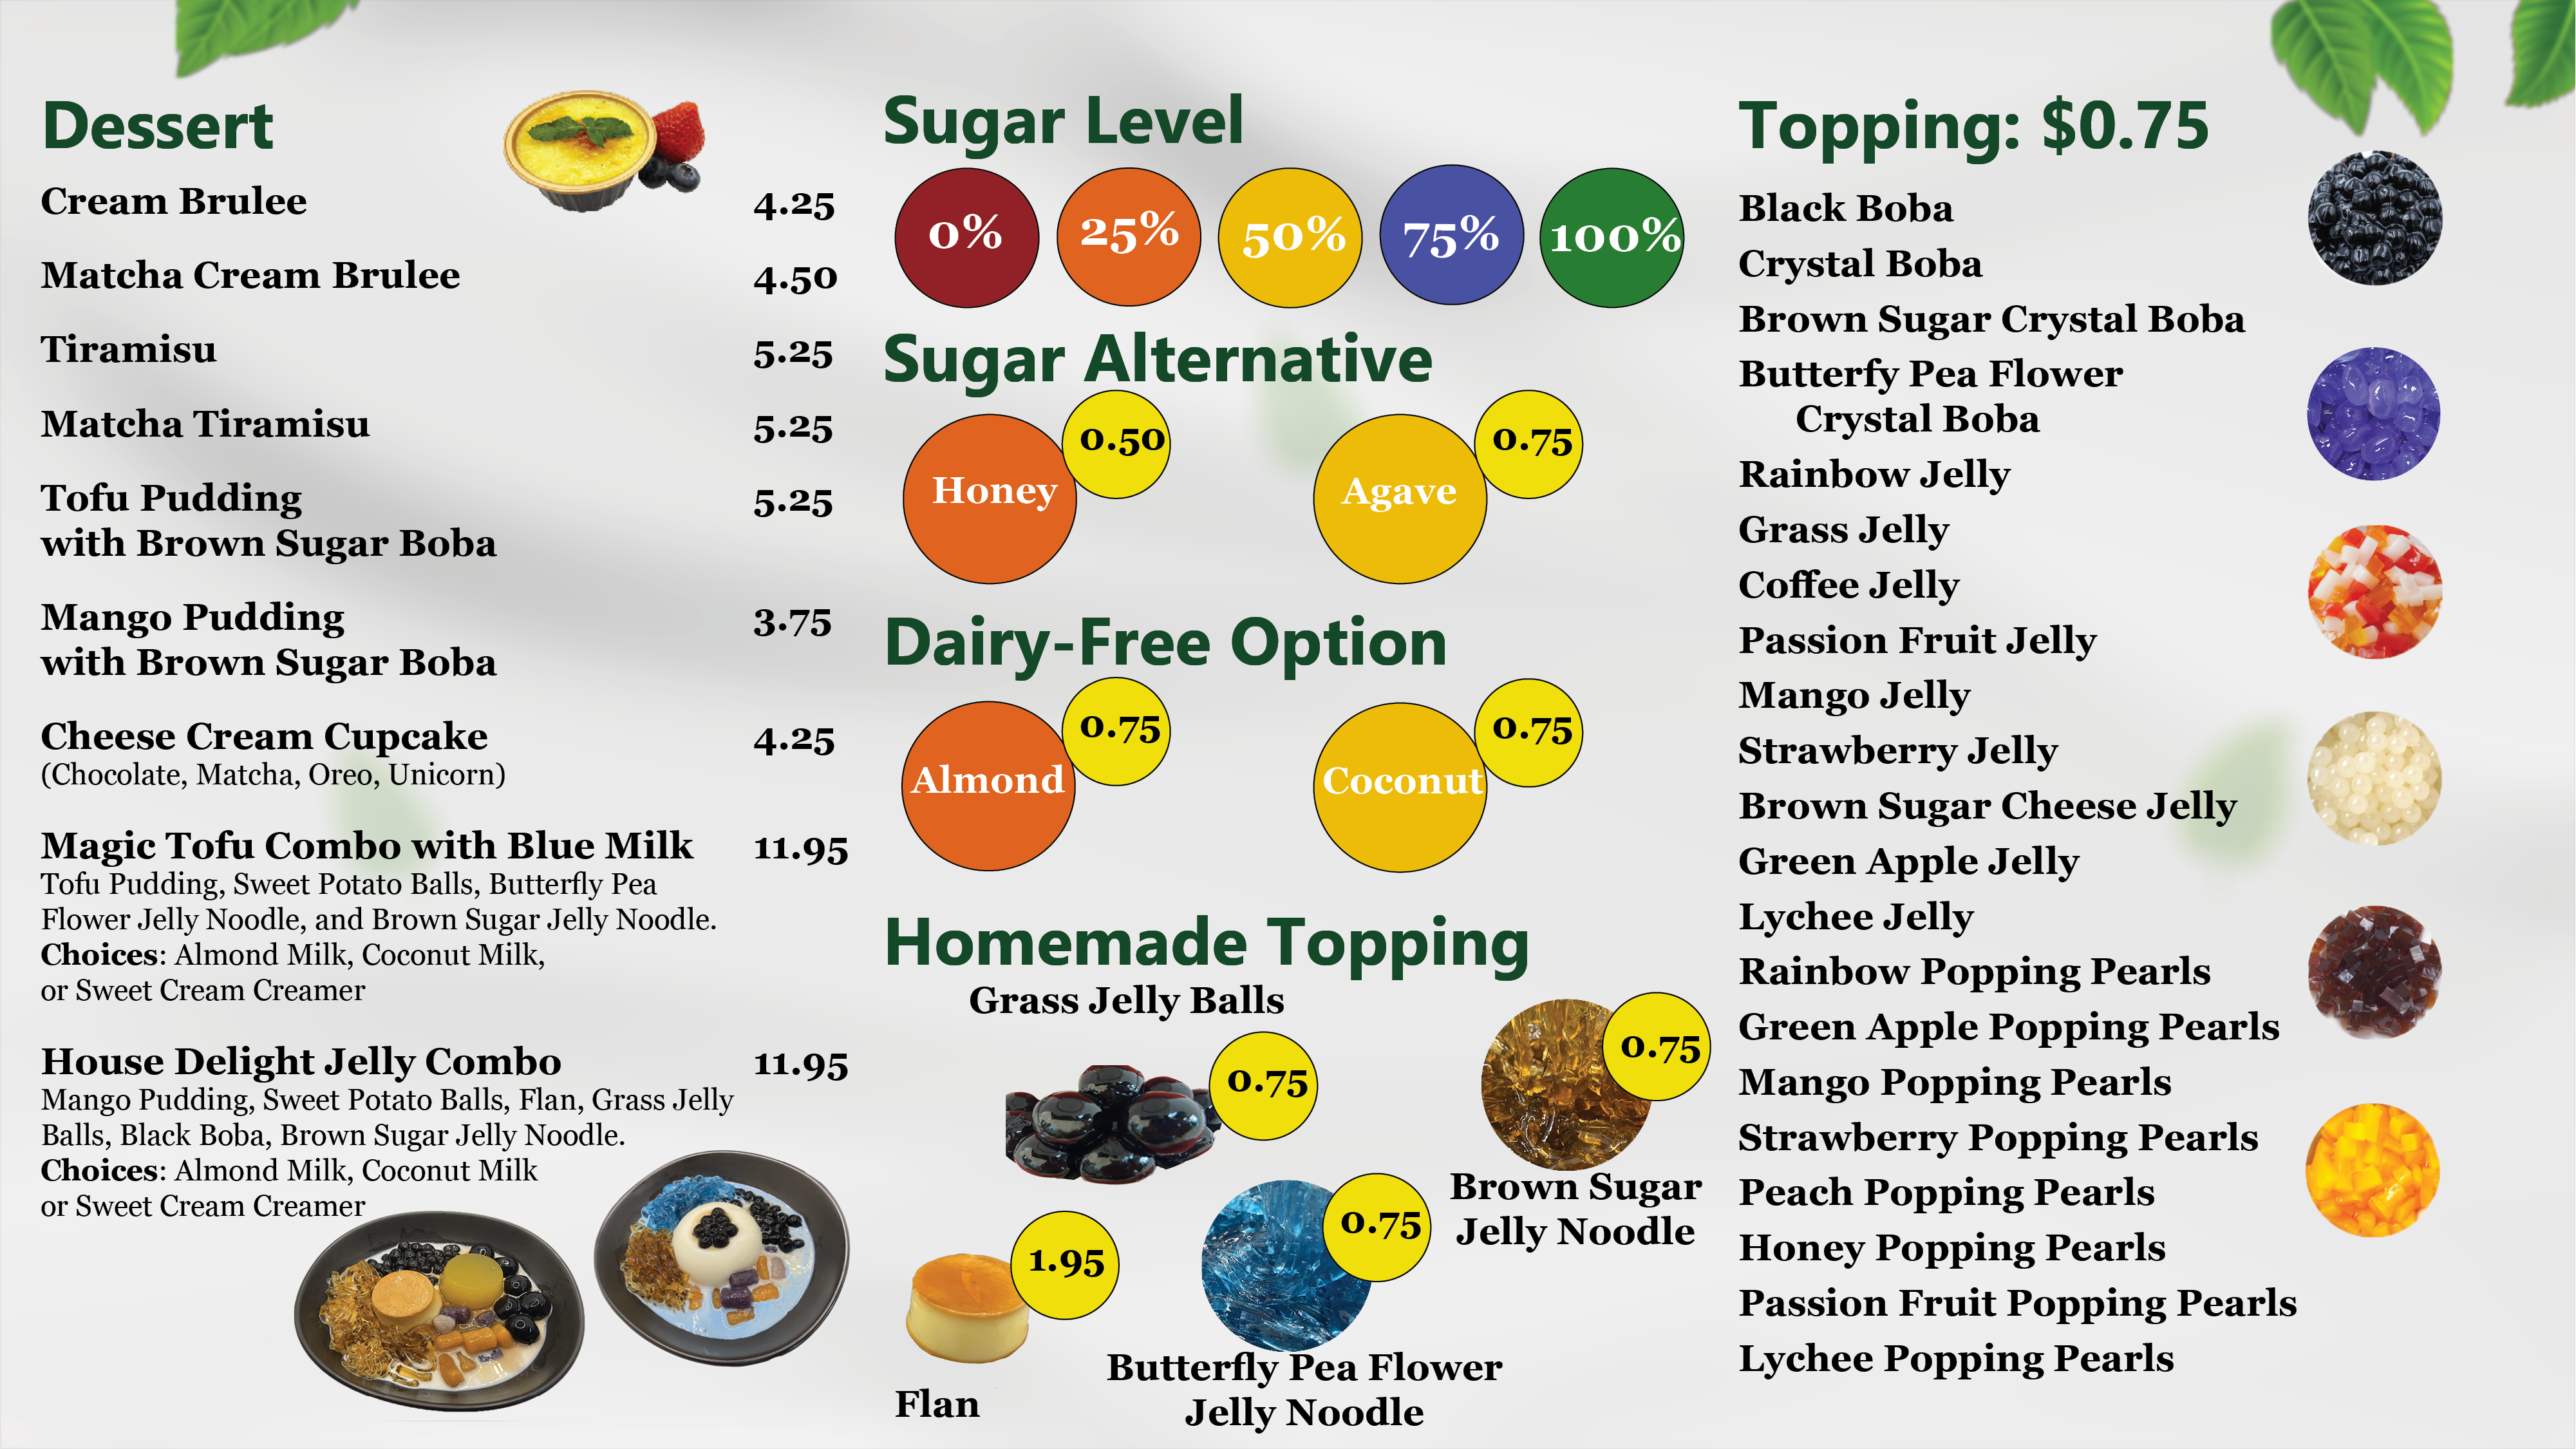 Dessert
Cream Brulee 4.25
Matcha Cream Brulee 4.50
Tiramisu 5.25
Matcha Tiramisu 5.25
Tofu Pudding 5.25
with Brown Sugar Boba
Mango Pudding 3.75
with Brown Sugar Boba
Cheese Cream Cupcake 4.25
(Chocolate, Matcha, Oreo, Unicorn)
Magic Tofu Combo with Blue Milk 11.95
Tofu Pudding, Sweet Potato Balls, Butterfly Pea
Flower Jelly Noodle, and Brown Sugar Jelly Noodle.
Choices: Almond Milk, Coconut Milk,
or Sweet Cream Creamer
House Delight Jelly Combo 11.95
Mango Pudding, Sweet Potato Balls, Flan, Grass Jelly
Balls, Black Boba, Brown Sugar Jelly Noodle.
Choices: Almond Milk, Coconut Milk
or Sweet Cream Creamer
Sugar Level
0% 25% 50% 75% 100%
Sugar Alternative
Honey 0.50 Agave 0.75
Dairy-Free Option
Almond 0.75 Coconut 0.75
Homemade Topping
Grass Jelly Balls
0.75
0.75
Brown Sugar
Jelly Noodle
1.95
Flan
0.75
Butterfly Pea Flower
Jelly Noodle
Topping: $0.75
Black Boba
Crystal Boba
Brown Sugar Crystal Boba
Butterfy Pea Flower
Crystal Boba
Rainbow Jelly
Grass Jelly
Coffee Jelly
Passion Fruit Jelly
Mango Jelly
Strawberry Jelly
Brown Sugar Cheese Jelly
Green Apple Jelly
Lychee Jelly
Rainbow Popping Pearls
Green Apple Popping Pearls
Mango Popping Pearls
Strawberry Popping Pearls
Peach Popping Pearls
Honey Popping Pearls
Passion Fruit Popping Pearls
Lychee Popping Pearls